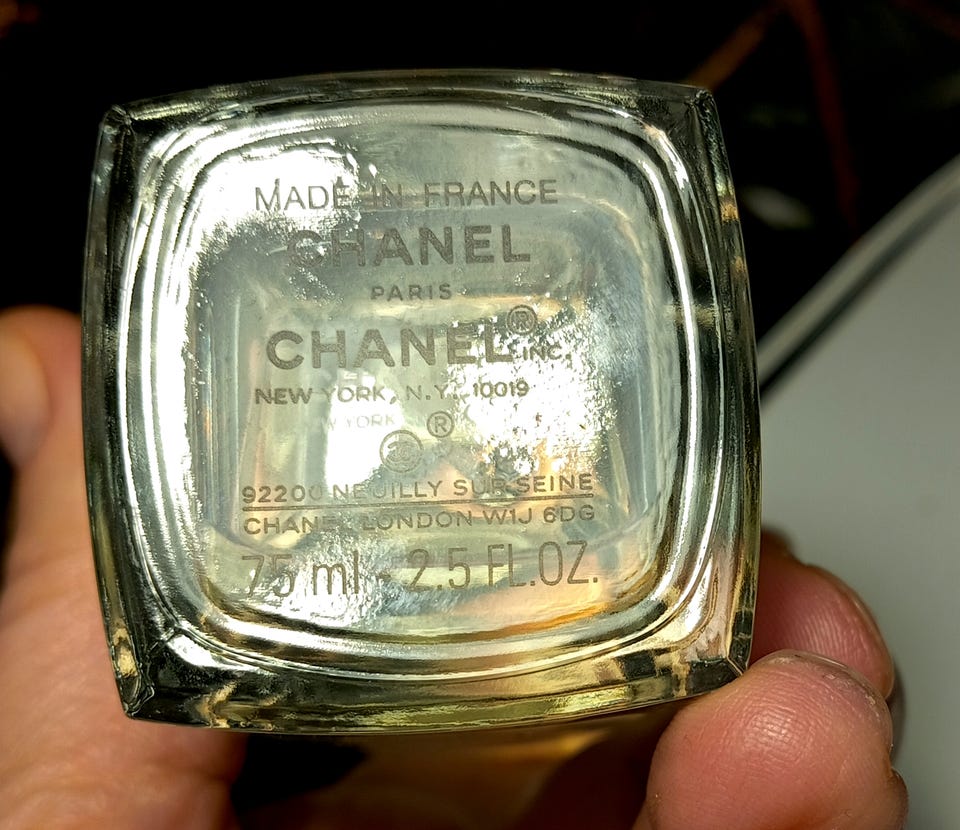 MADE IN FRANCE
CHANEL
PARIS
CHANEL® INC.
NEW YORK, N.Y. 10019
YORK
®
92200 NEUILLY SUR SEINE
CHANEL LONDON W1J 6DG
75 ml - 2.5 FL.OZ.